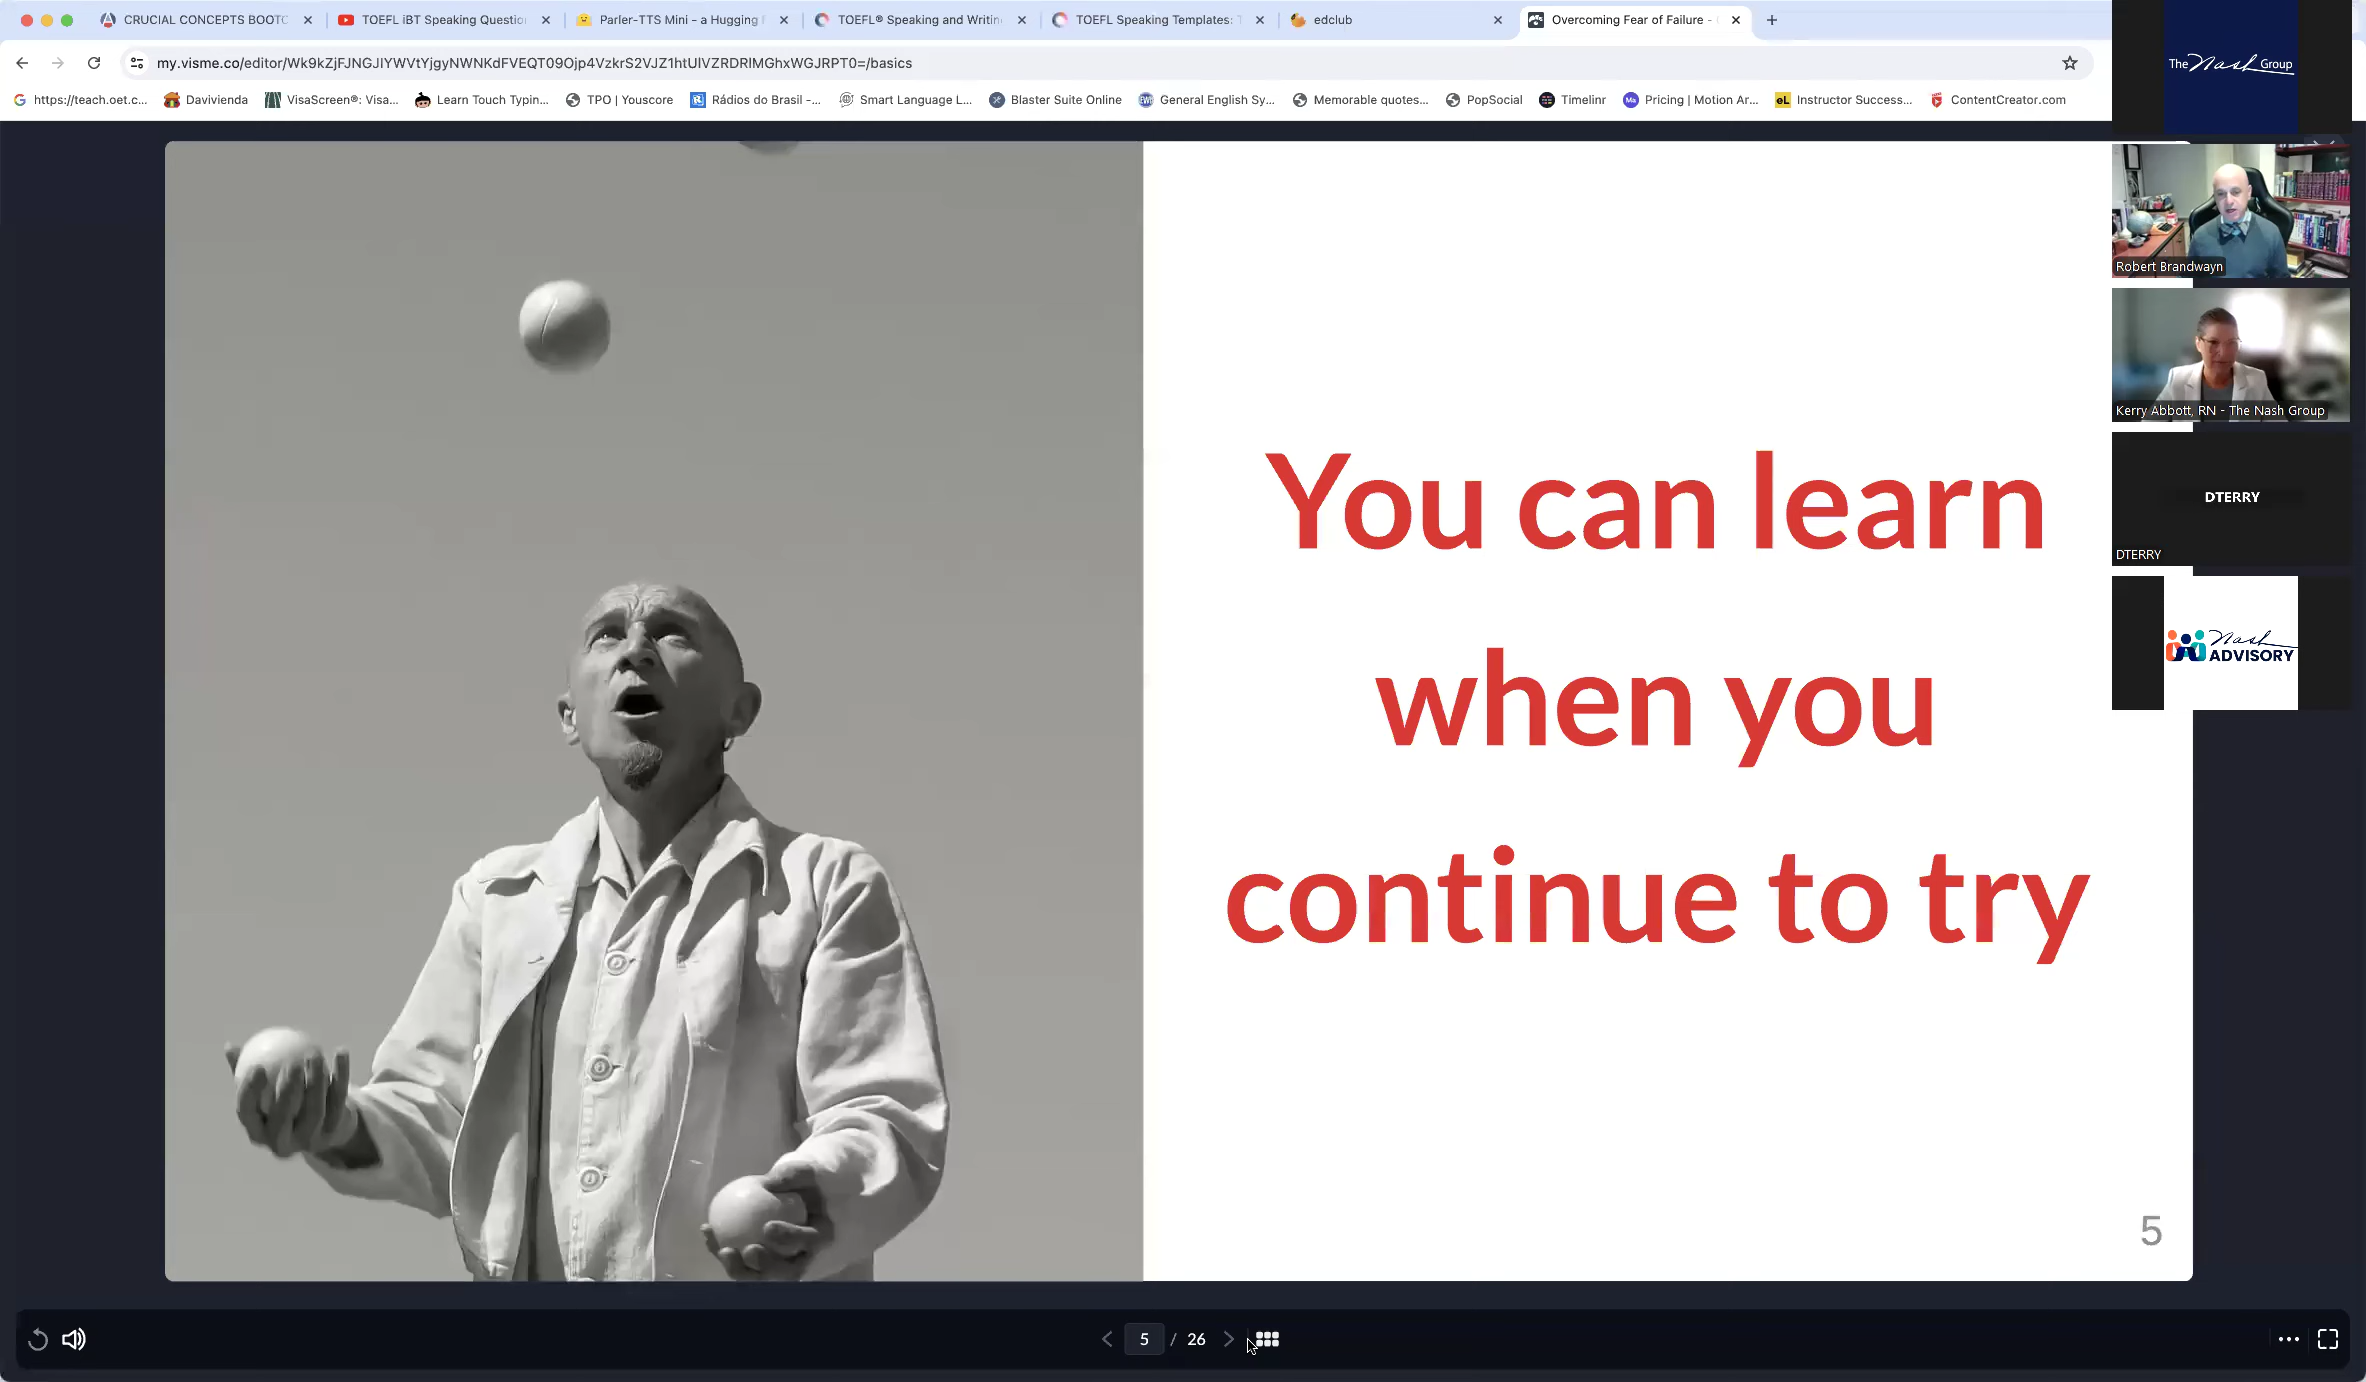 CRUCIAL CONCEPTS BOOTC
TOEFL iBT Speaking Questio
Parler-TTS Mini - a Hugging
TOEFL® Speaking and Writin
TOEFL Speaking Templates:
edclub
Overcoming Fear of Failure -
my.visme.co/editor/Wk9kZjFJNGJIYWVtYjgyNWNKdFVEQT09Ojp4VzkrS2VJZ1htUlVZRDRIMGhxWGJRPT0=/basics
https://teach.oet.c...
Davivienda
VisaScreen®: Visa...
Learn Touch Typin...
TPO | Youscore
Rádios do Brasil -...
Smart Language L...
Blaster Suite Online
General English Sy...
Memorable quotes...
PopSocial
Timelinr
Pricing | Motion Ar...
Instructor Success...
ContentCreator.com
The Nash Group
Robert Brandwayn
Kerry Abbott, RN - The Nash Group
DTERRY
DTERRY
Nash
ADVISORY
You can learn
when you
continue to try
5
5 / 26